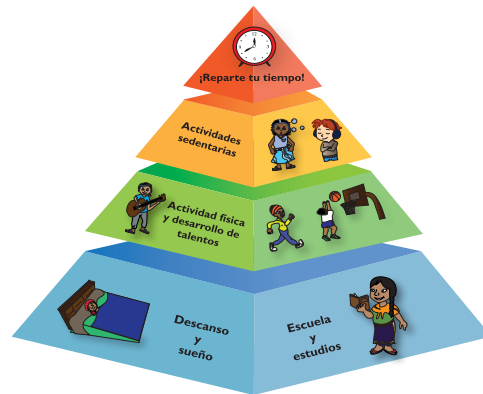 ¡Reparte tu tiempo!
Actividades
sedentarias
Actividad física
y desarrollo de
talentos
Descanso
y
sueño
Escuela
y
estudios